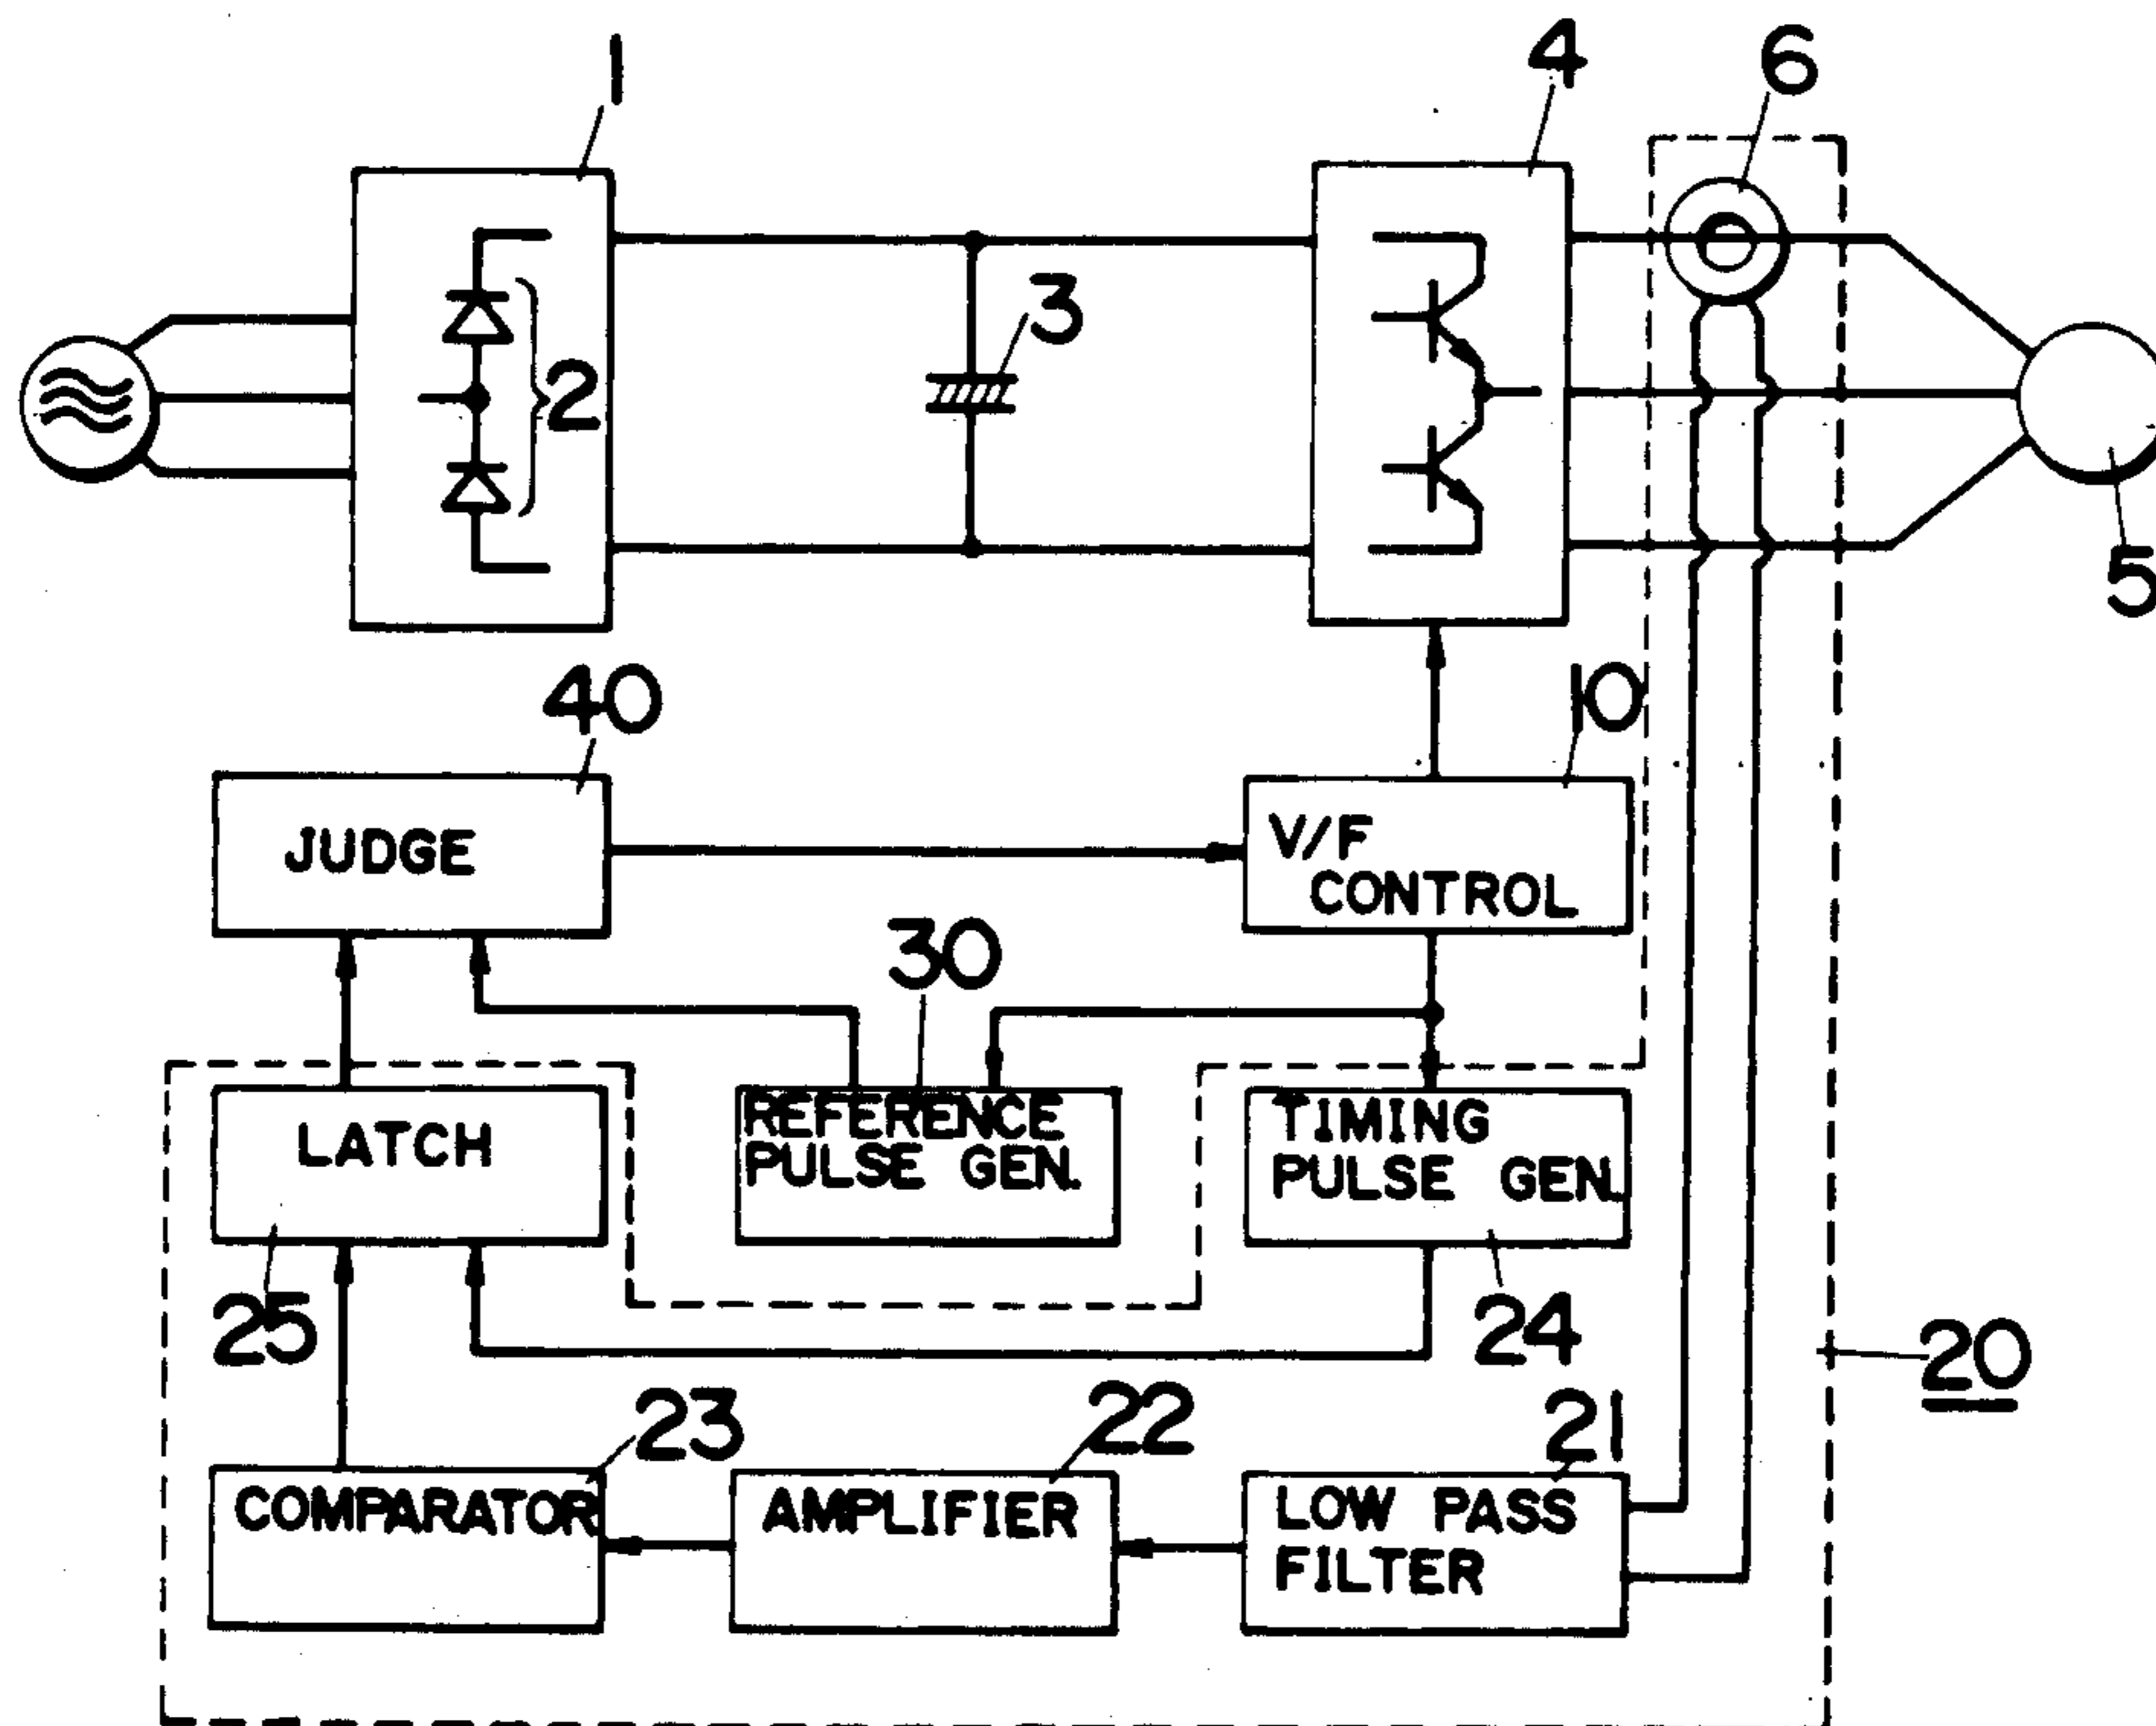 1
4
6
3
2
5
40
10
JUDGE
V/F
CONTROL
30
LATCH
REFERENCE
PULSE GEN.
TIMING
PULSE GEN.
25
24
20
23
22
21
COMPARATOR
AMPLIFIER
LOW PASS
FILTER